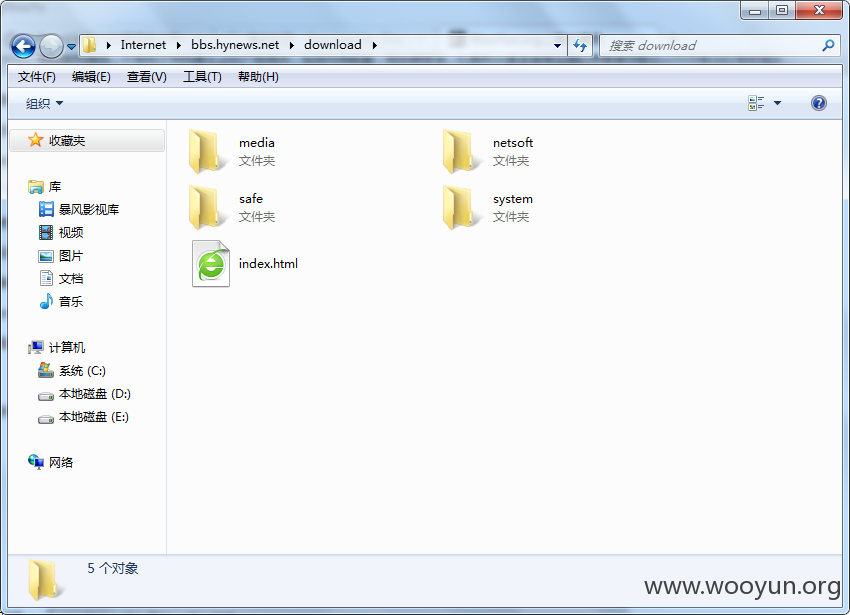 Internet bbs.hynews.net download
搜索 download
文件(F) 编辑(E) 查看(V) 工具(T) 帮助(H)
组织
收藏夹
库
暴风影视库
视频
图片
文档
音乐
计算机
系统 (C:)
本地磁盘 (D:)
本地磁盘 (E:)
网络
media
文件夹
netsoft
文件夹
safe
文件夹
system
文件夹
index.html
5 个对象
www.wooyun.org